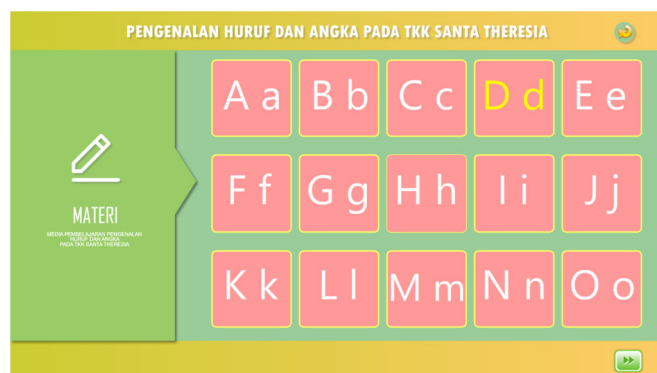 PENGENALAN HURUF DAN ANGKA PADA TKK SANTA THERESIA
A a B b C c D d E e
F f G g H h I i J j
K k L l M m N n O o
MATERI
MEDIA PEMBELAJARAN PENGENALAN
HURUF DAN ANGKA
PADA TKK SANTA THERESIA